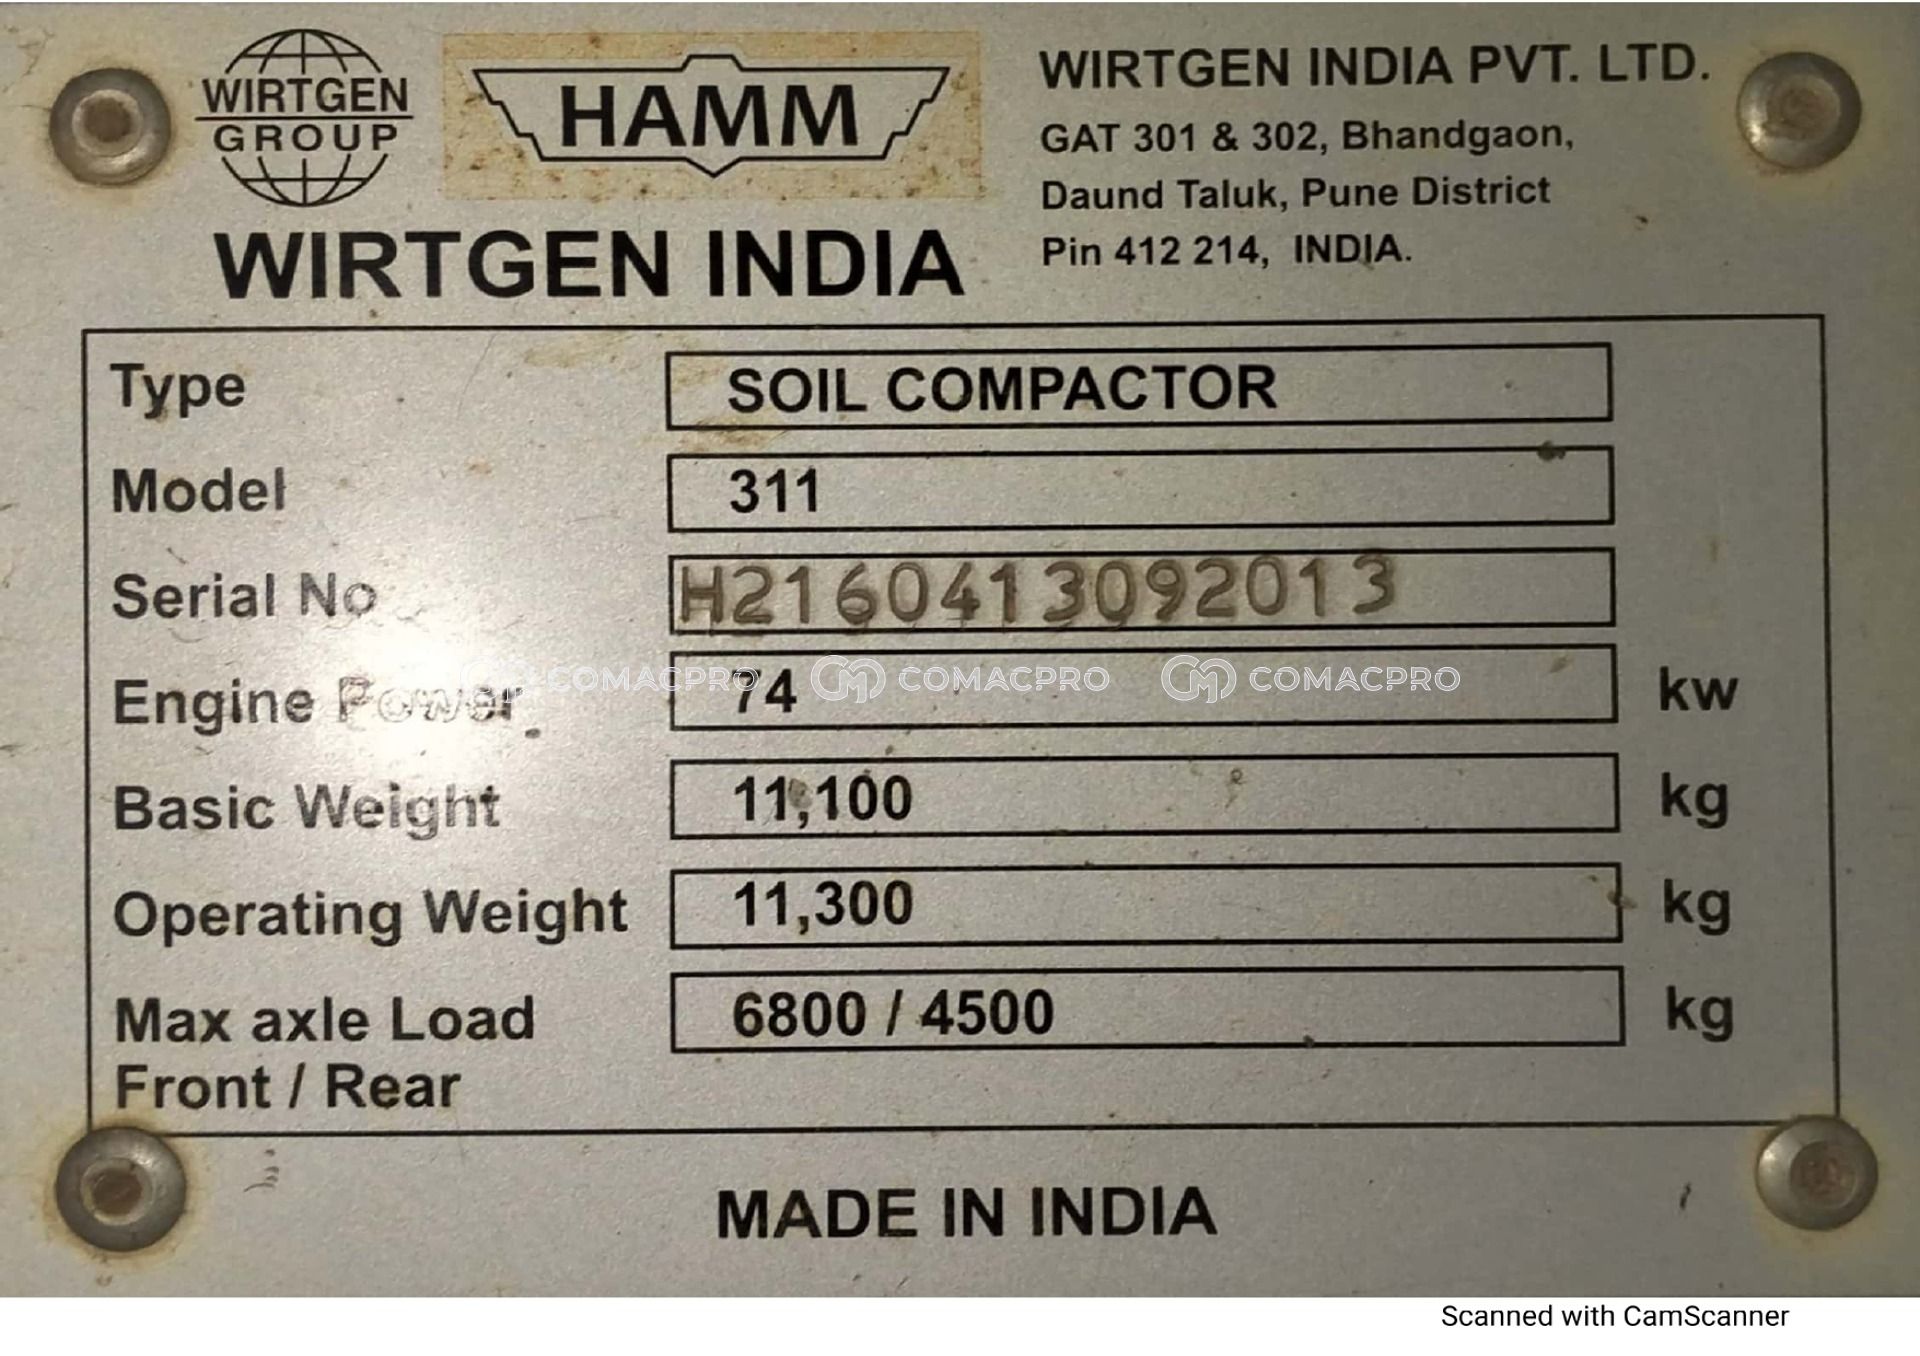 WIRTGEN
GROUP
HAMM
WIRTGEN INDIA
WIRTGEN INDIA PVT. LTD.
GAT 301 & 302, Bhandgaon,
Daund Taluk, Pune District
Pin 412 214, INDIA.
Type SOIL COMPACTOR
Model 311
Serial No H2160413092013
Engine Power 74 kw
COMACPRO COMACPRO COMACPRO
Basic Weight 11,100 kg
Operating Weight 11,300 kg
Max axle Load 6800 / 4500 kg
Front / Rear
MADE IN INDIA
Scanned with CamScanner